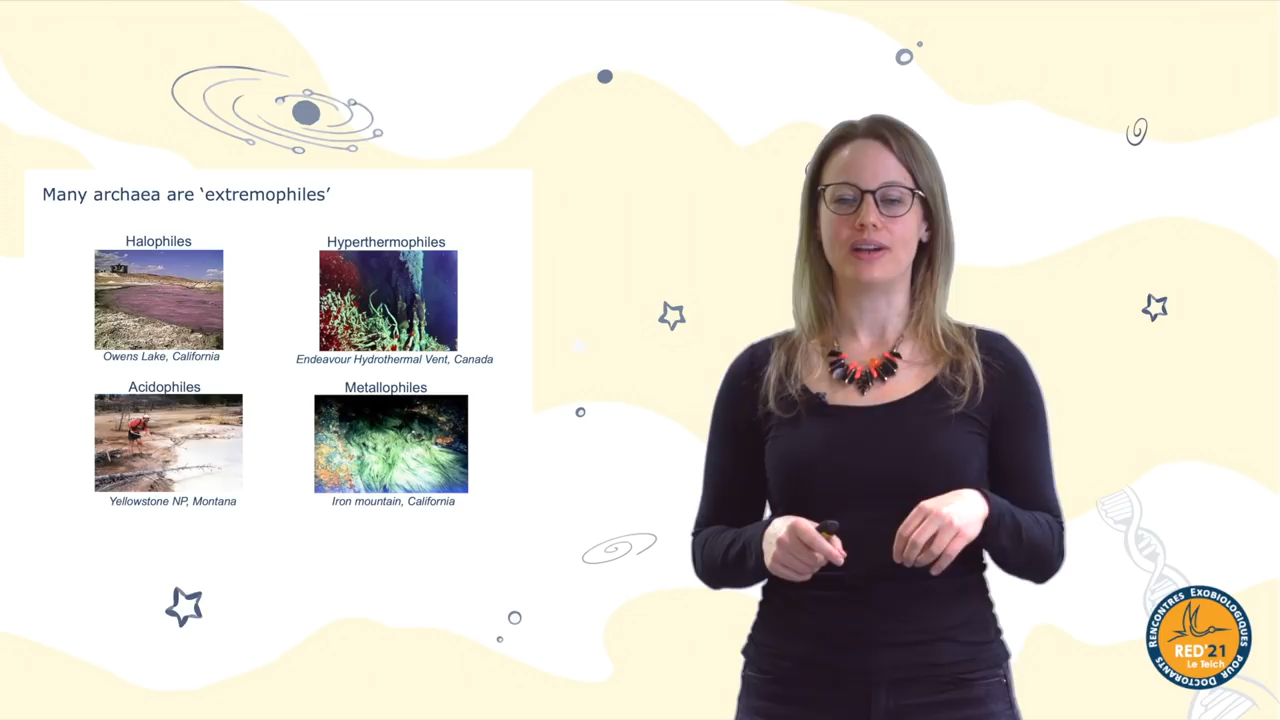 Many archaea are ‘extremophiles’
Halophiles
Hyperthermophiles
Owens Lake, California
Endeavour Hydrothermal Vent, Canada
Acidophiles
Metallophiles
Yellowstone NP, Montana
Iron mountain, California
RENCONTRES EXOBIOLOGIQUES
POUR DOCTORANTS
RED'21
Le Teich